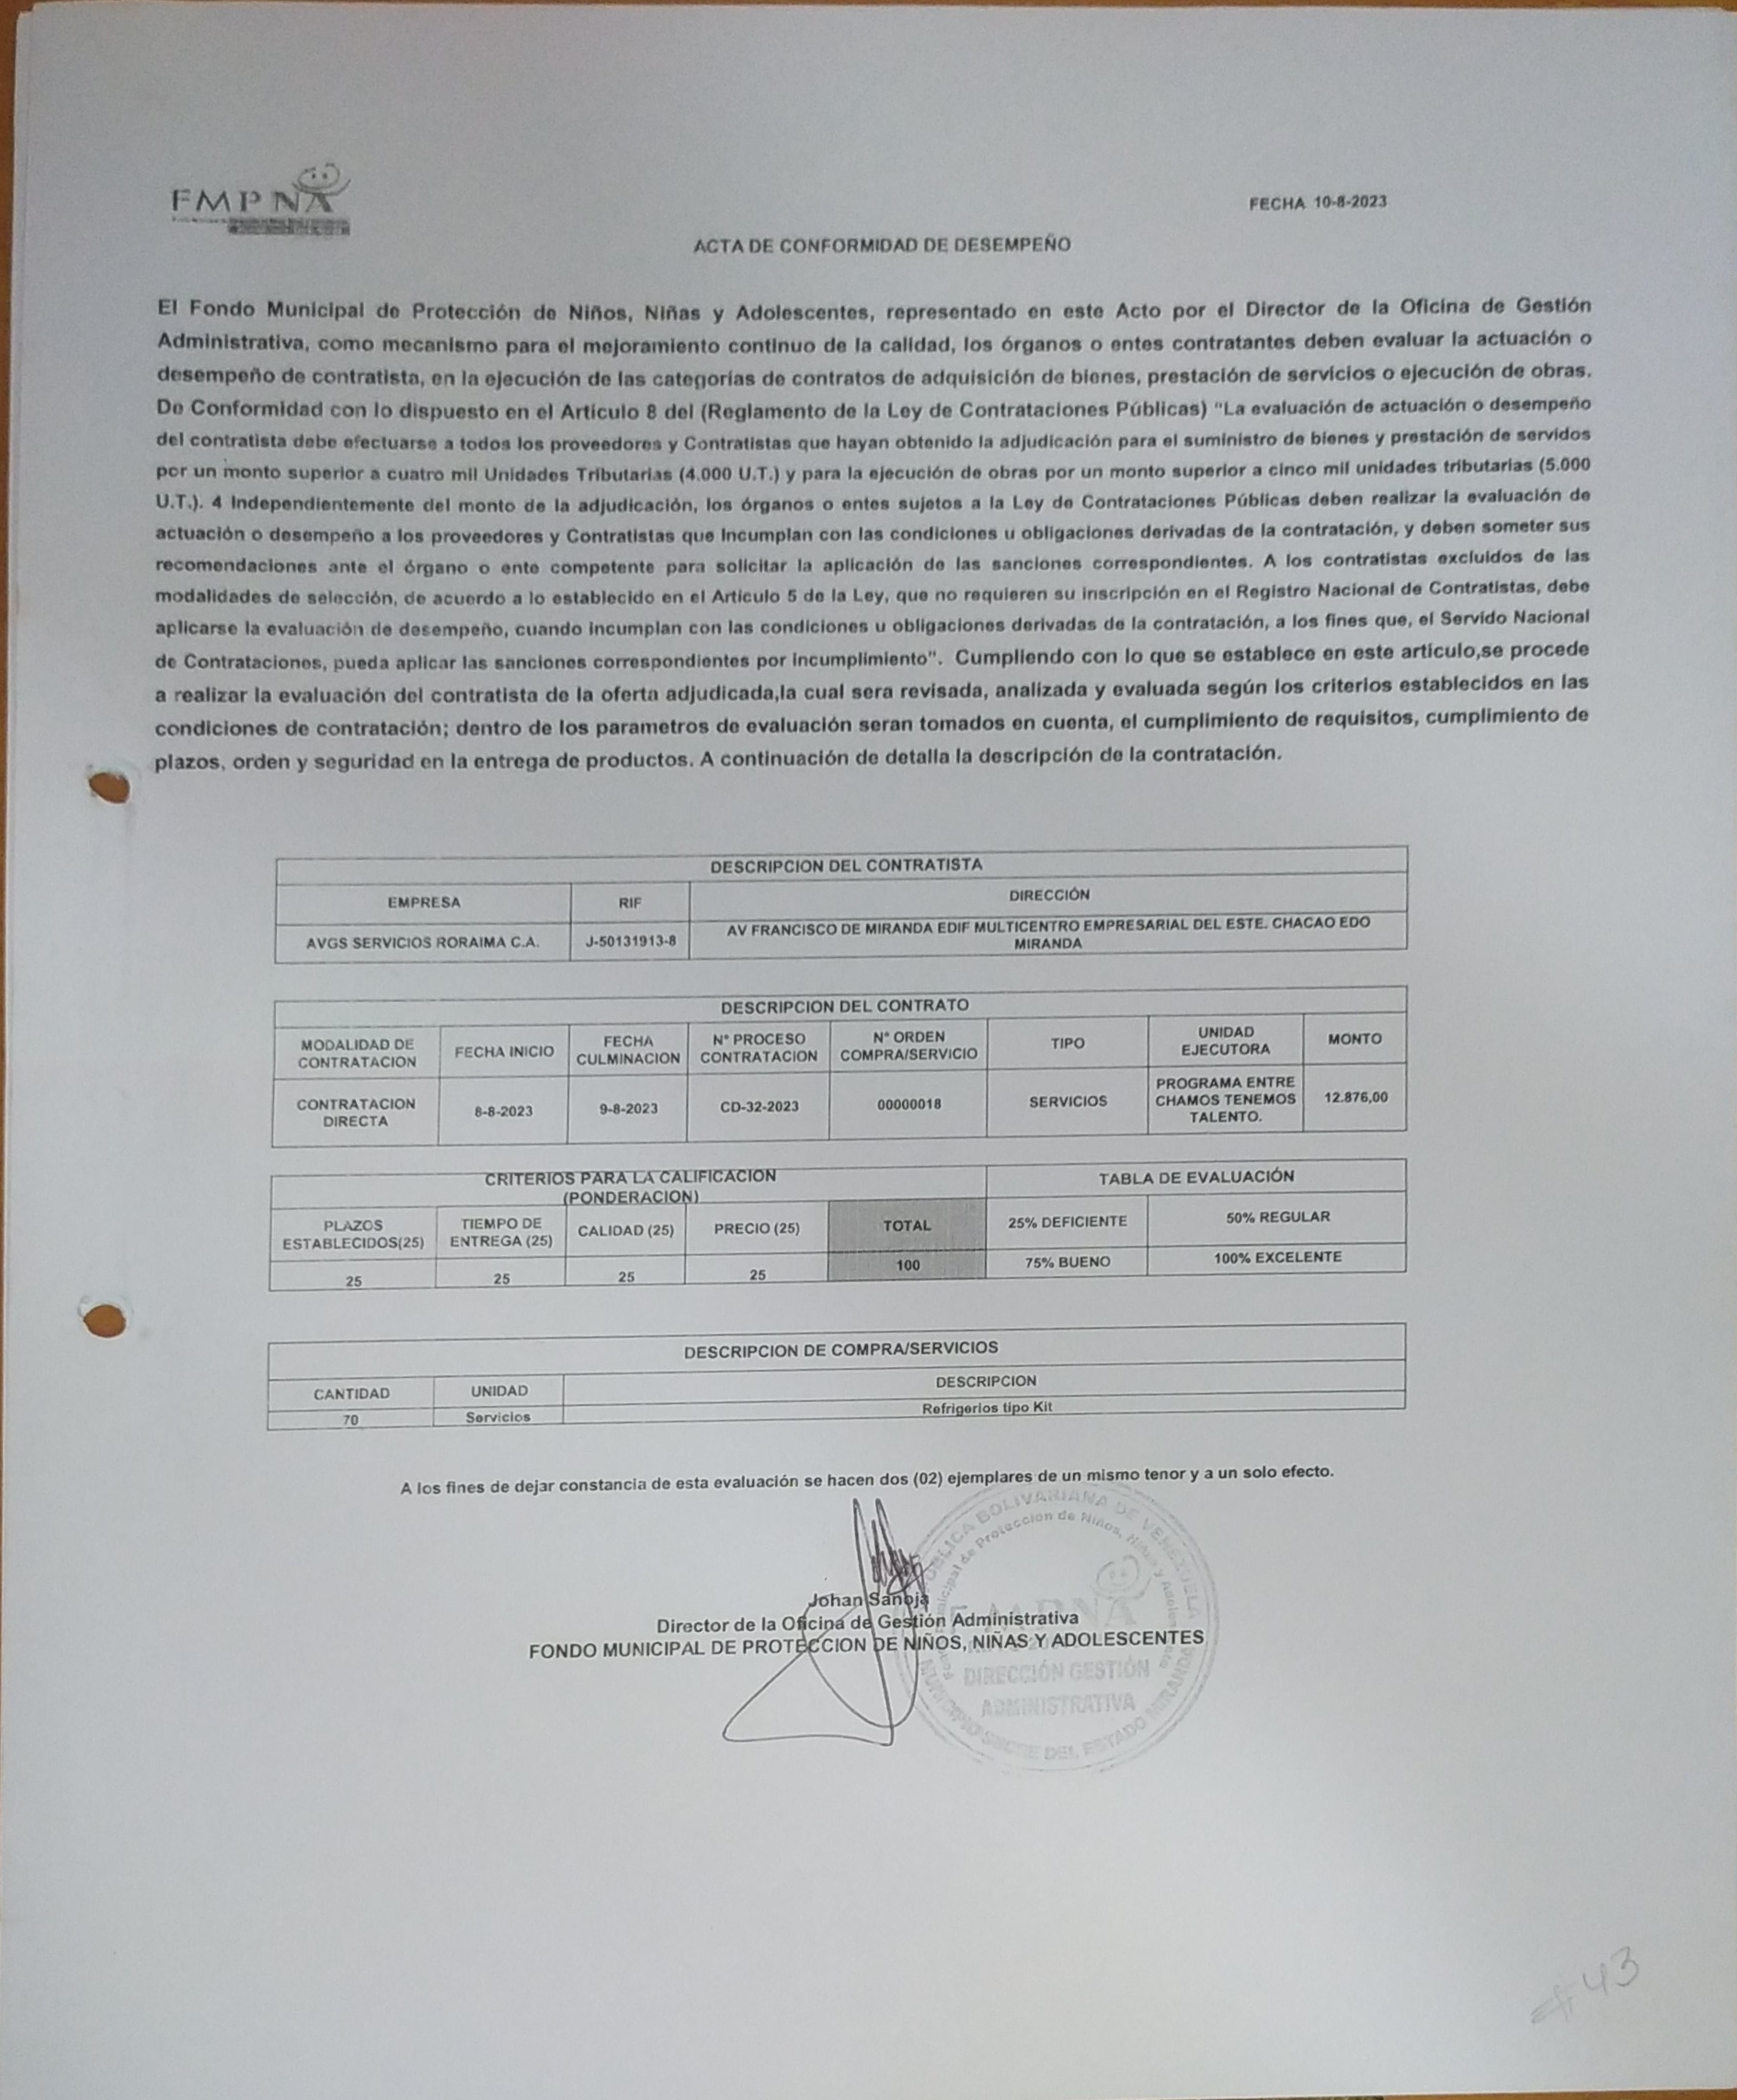 FMPNA
FECHA 10-8-2023
ACTA DE CONFORMIDAD DE DESEMPEÑO
El Fondo Municipal de Protección de Niños, Niñas y Adolescentes, representado en este Acto por el Director de la Oficina de Gestión
Administrativa, como mecanismo para el mejoramiento continuo de la calidad, los órganos o entes contratantes deben evaluar la actuación o
desempeño de contratista, en la ejecución de las categorías de contratos de adquisición de bienes, prestación de servicios o ejecución de obras.
De Conformidad con lo dispuesto en el Artículo 8 del (Reglamento de la Ley de Contrataciones Públicas) "La evaluación de actuación o desempeño
del contratista debe efectuarse a todos los proveedores y Contratistas que hayan obtenido la adjudicación para el suministro de bienes y prestación de servidos
por un monto superior a cuatro mil Unidades Tributarias (4.000 U.T.) y para la ejecución de obras por un monto superior a cinco mil unidades tributarias (5.000
U.T.). 4 Independientemente del monto de la adjudicación, los órganos o entes sujetos a la Ley de Contrataciones Públicas deben realizar la evaluación de
actuación o desempeño a los proveedores y Contratistas que Incumplan con las condiciones u obligaciones derivadas de la contratación, y deben someter sus
recomendaciones ante el órgano o ente competente para solicitar la aplicación de las sanciones correspondientes. A los contratistas excluidos de las
modalidades de selección, de acuerdo a lo establecido en el Artículo 5 de la Ley, que no requieren su inscripción en el Registro Nacional de Contratistas, debe
aplicarse la evaluación de desempeño, cuando incumplan con las condiciones u obligaciones derivadas de la contratación, a los fines que, el Servido Nacional
de Contrataciones, pueda aplicar las sanciones correspondientes por incumplimiento". Cumpliendo con lo que se establece en este artículo,se procede
a realizar la evaluación del contratista de la oferta adjudicada,la cual sera revisada, analizada y evaluada según los criterios establecidos en las
condiciones de contratación; dentro de los parametros de evaluación seran tomados en cuenta, el cumplimiento de requisitos, cumplimiento de
plazos, orden y seguridad en la entrega de productos. A continuación de detalla la descripción de la contratación.
DESCRIPCION DEL CONTRATISTA
EMPRESA RIF DIRECCIÓN
AVGS SERVICIOS RORAIMA C.A. J-50131913-8 AV FRANCISCO DE MIRANDA EDIF MULTICENTRO EMPRESARIAL DEL ESTE. CHACAO EDO
MIRANDA
DESCRIPCION DEL CONTRATO
MODALIDAD DE CONTRATACION FECHA INICIO FECHA CULMINACION N° PROCESO CONTRATACION N° ORDEN COMPRA/SERVICIO TIPO UNIDAD EJECUTORA MONTO
CONTRATACION DIRECTA 8-8-2023 9-8-2023 CD-32-2023 00000018 SERVICIOS PROGRAMA ENTRE CHAMOS TENEMOS TALENTO. 12.876,00
CRITERIOS PARA LA CALIFICACION
(PONDERACION)
TABLA DE EVALUACIÓN
PLAZOS ESTABLECIDOS(25) TIEMPO DE ENTREGA (25) CALIDAD (25) PRECIO (25) TOTAL 25% DEFICIENTE 50% REGULAR
25 25 25 25 100 75% BUENO 100% EXCELENTE
DESCRIPCION DE COMPRA/SERVICIOS
CANTIDAD UNIDAD DESCRIPCION
70 Servicios Refrigerios tipo Kit
A los fines de dejar constancia de esta evaluación se hacen dos (02) ejemplares de un mismo tenor y a un solo efecto.
Johan Sanoja
Director de la Oficina de Gestión Administrativa
FONDO MUNICIPAL DE PROTECCION DE NIÑOS, NIÑAS Y ADOLESCENTES
BOLIVARIANA DE VENEZUELA
de Protección de Niños, Niñas y
FMPNA
DIRECCIÓN GESTIÓN
ADMINISTRATIVA
MUNICIPIO SUCRE DEL ESTADO MIRANDA
#43